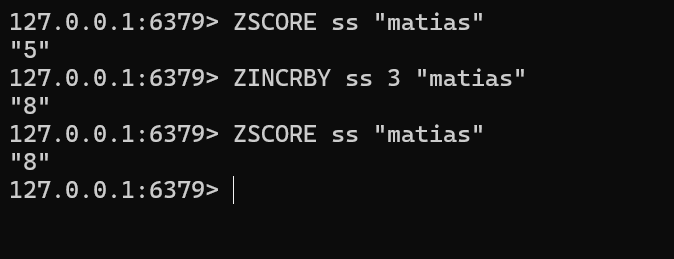 127.0.0.1:6379> ZSCORE ss "matias"
"5"
127.0.0.1:6379> ZINCRBY ss 3 "matias"
"8"
127.0.0.1:6379> ZSCORE ss "matias"
"8"
127.0.0.1:6379>